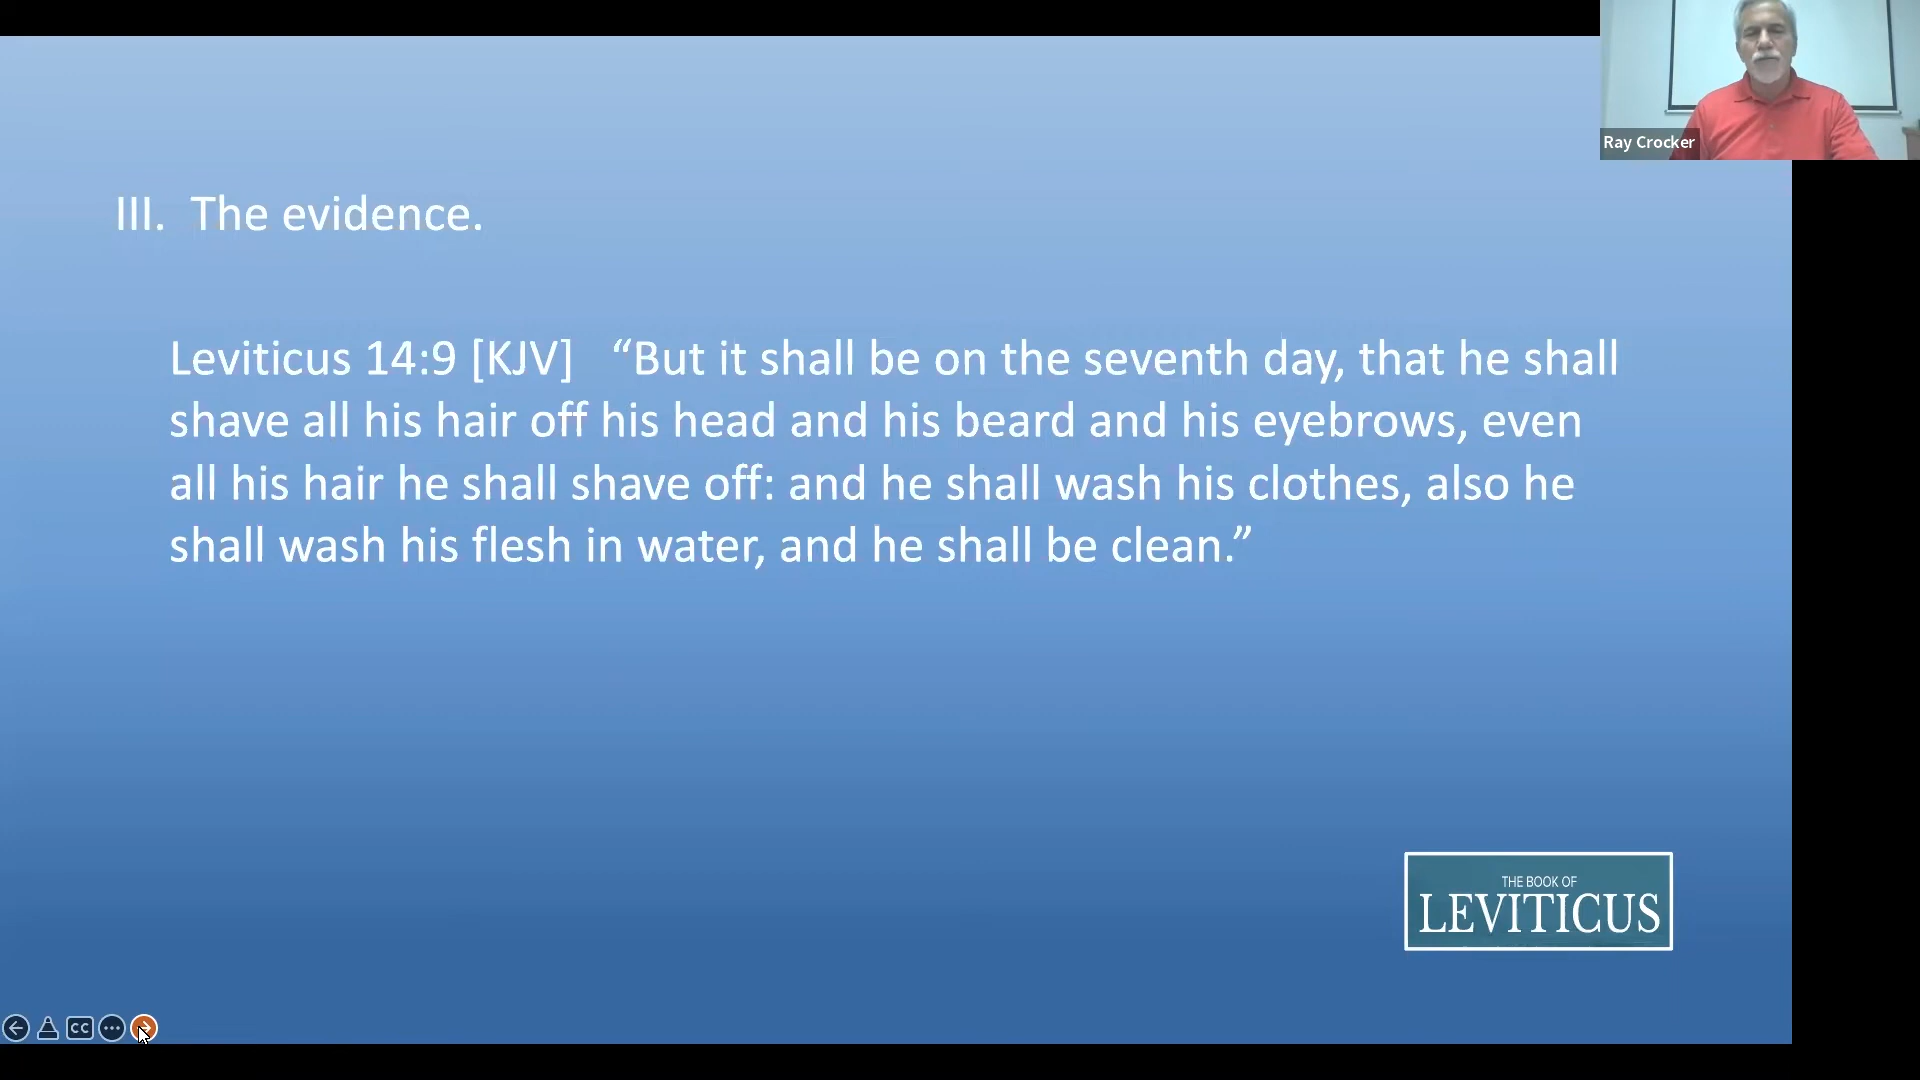 Ray Crocker
III.  The evidence.
Leviticus 14:9 [KJV]   “But it shall be on the seventh day, that he shall
shave all his hair off his head and his beard and his eyebrows, even
all his hair he shall shave off: and he shall wash his clothes, also he
shall wash his flesh in water, and he shall be clean.”
THE BOOK OF
LEVITICUS
CC